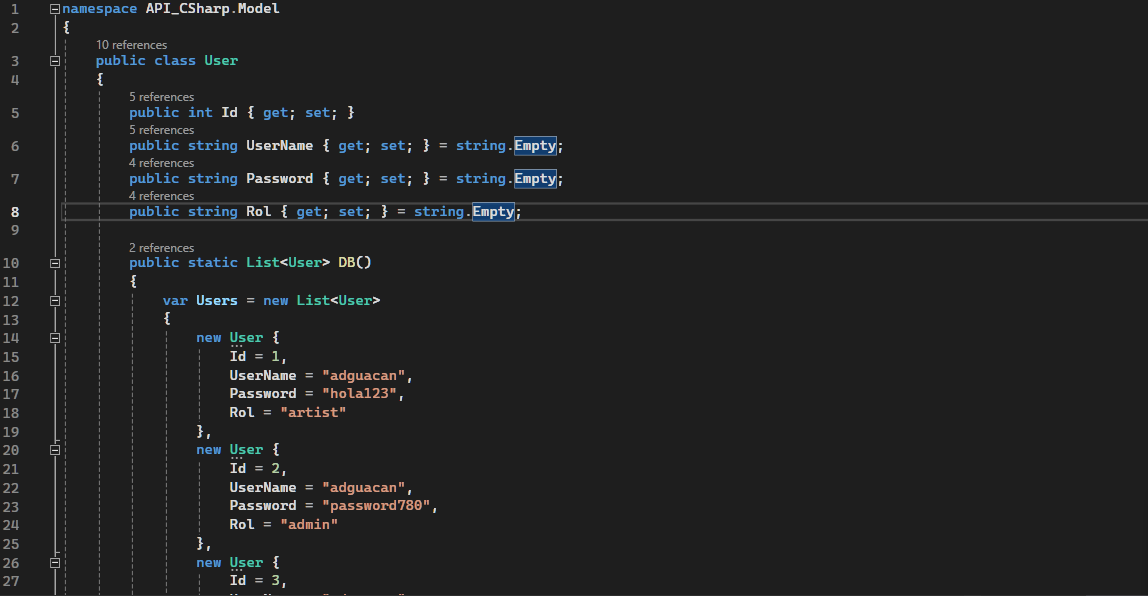 1 namespace API_CSharp.Model
2 {
10 references
3 public class User
4 {
5 references
5 public int Id { get; set; }
5 references
6 public string UserName { get; set; } = string.Empty;
4 references
7 public string Password { get; set; } = string.Empty;
4 references
8 public string Rol { get; set; } = string.Empty;
9
2 references
10 public static List<User> DB()
11 {
12 var Users = new List<User>
13 {
14 new User {
15 Id = 1,
16 UserName = "adguacan",
17 Password = "hola123",
18 Rol = "artist"
19 },
20 new User {
21 Id = 2,
22 UserName = "adguacan",
23 Password = "password780",
24 Rol = "admin"
25 },
26 new User {
27 Id = 3,